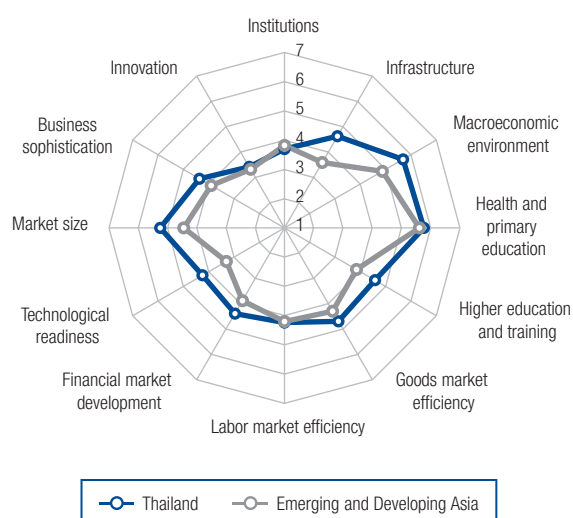 Institutions
7
6
5
4
3
2
1
Innovation
Infrastructure
Business
sophistication
Macroeconomic
environment
Market size
Health and
primary
education
Technological
readiness
Higher education
and training
Financial market
development
Goods market
efficiency
Labor market efficiency
Thailand
Emerging and Developing Asia